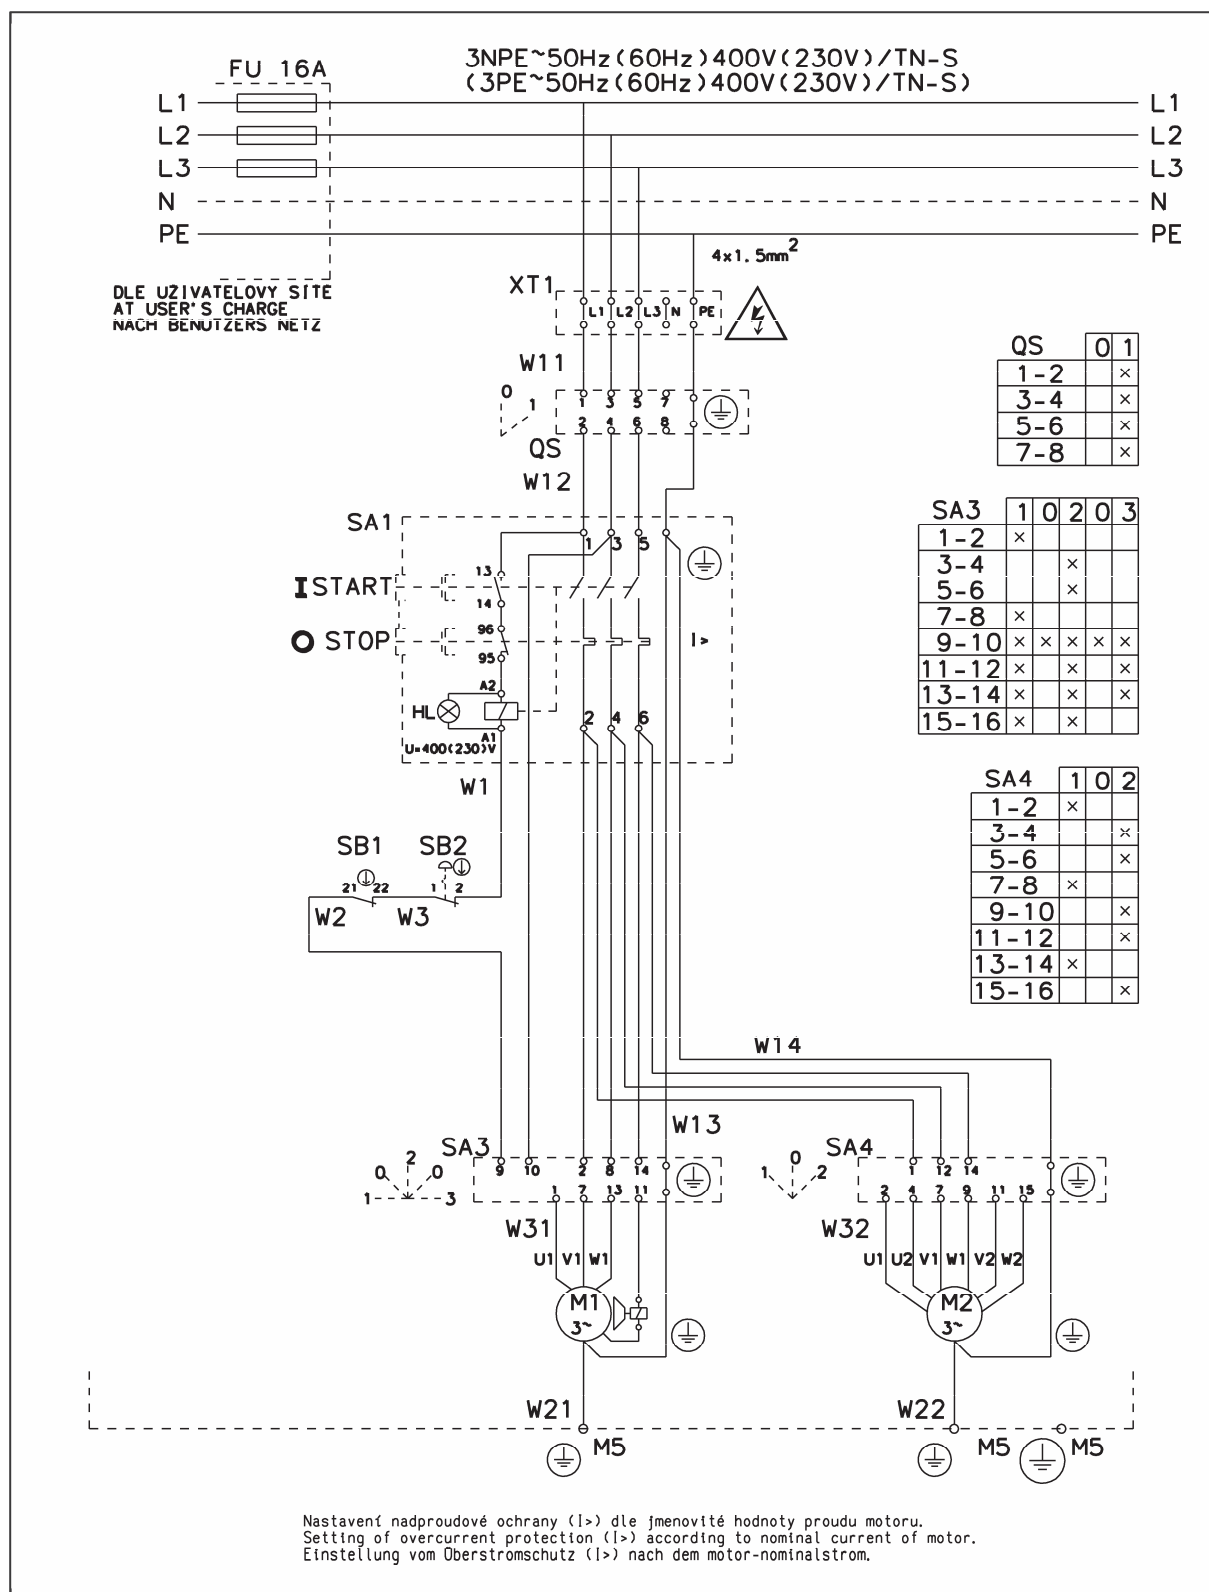 3NPE~50Hz(60Hz)400V(230V)/TN-S
(3PE~50Hz(60Hz)400V(230V)/TN-S)
FU 16A
L1 L1
L2 L2
L3 L3
N N
PE PE
4x1.5mm2
DLE UŽIVATELOVY SÍTĚ
AT USER'S CHARGE
NACH BENUTZERS NETZ
XT1
L1 L2 L3 N PE
W11
0 1
1 3 5 7
2 4 6 8
QS
W12
QS 0 1
1-2 ×
3-4 ×
5-6 ×
7-8 ×
SA1
1 3 5
13
I START
14
96
O STOP
I>
95
A2
HL
2 4 6
A1
U=400(230)V
W1
SA3 1 0 2 0 3
1-2 ×
3-4 ×
5-6 ×
7-8 ×
9-10 × × × × ×
11-12 × × ×
13-14 × × ×
15-16 × ×
SA4 1 0 2
1-2 ×
3-4 ×
5-6 ×
7-8 ×
9-10 ×
11-12 ×
13-14 ×
15-16 ×
SB1 SB2
21 22 1 2
W2 W3
W14
W13
SA3
1 0 2 0 3
9 10 2 8 14
1 7 13 11
W31
U1 V1 W1
M1
3~
SA4
1 0 2
1 12 14
2 4 7 9 11 15
W32
U1 U2 V1 W1 V2 W2
M2
3~
W21 W22
M5 M5 M5
Nastavení nadproudové ochrany (I>) dle jmenovité hodnoty proudu motoru.
Setting of overcurrent protection (I>) according to nominal current of motor.
Einstellung vom Oberstromschutz (I>) nach dem motor-nominalstrom.